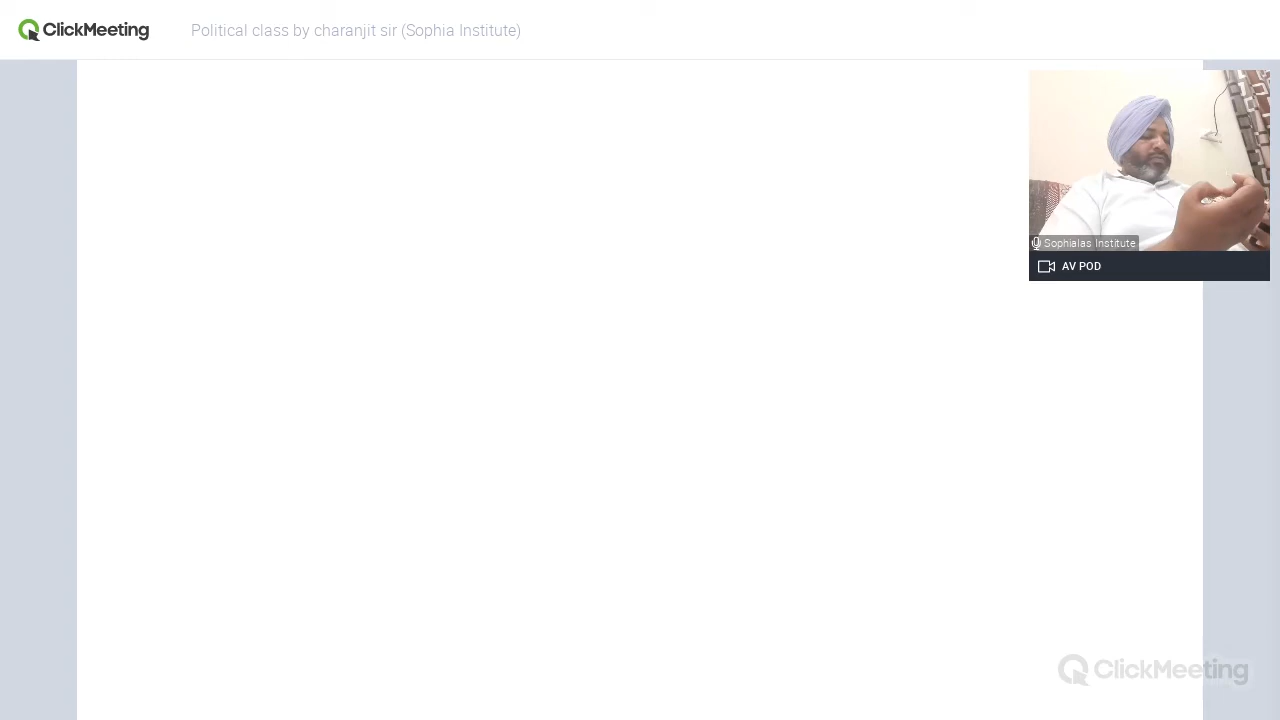 ClickMeeting
Political class by charanjit sir (Sophia Institute)
SophiaIas Institute
AV POD
ClickMeeting